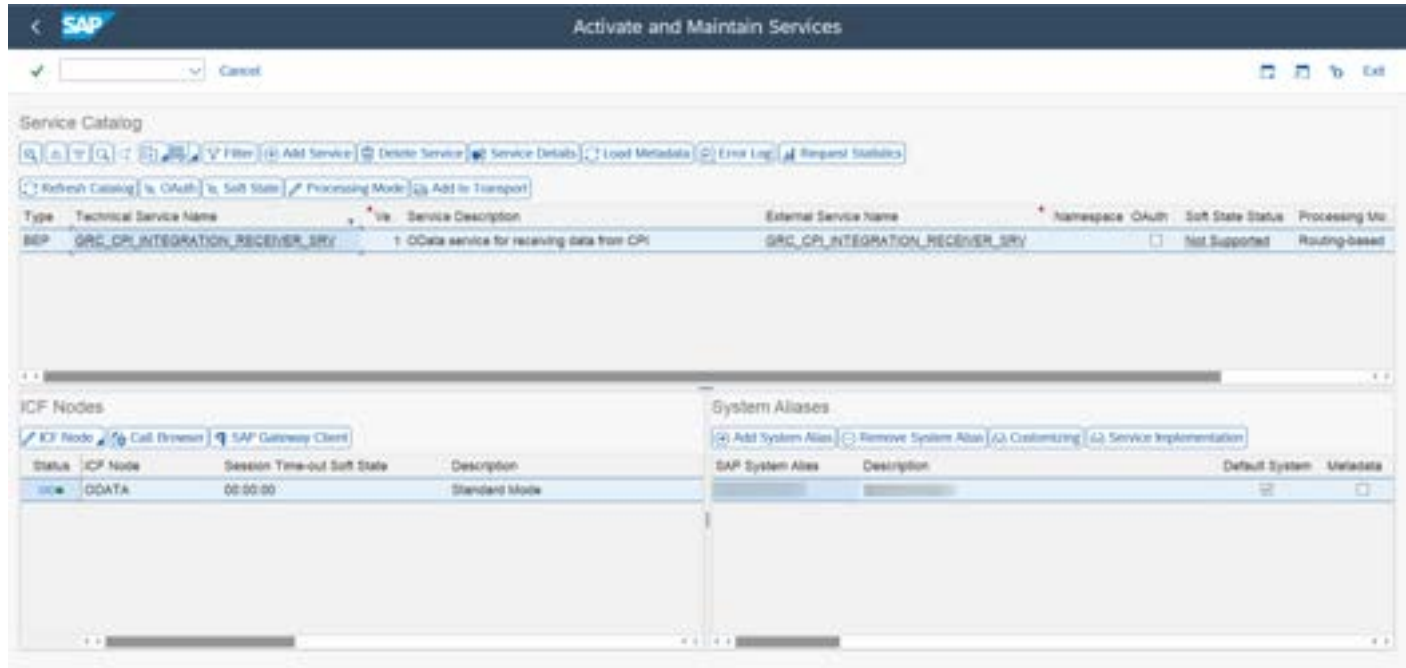 SAP Activate and Maintain Services
Cancel Exit
Service Catalog
Filter Add Service Delete Service Service Details Load Metadata Error Log Request Statistics
Refresh Catalog OAuth Soft State Processing Mode Add to Transport
Type Technical Service Name Ve. Service Description External Service Name Namespace OAuth Soft State Status Processing Mo.
BEP GRC_CPI_INTEGRATION_RECEIVER_SRV 1 OData service for receiving data from CPI GRC_CPI_INTEGRATION_RECEIVER_SRV Not Supported Routing-based
ICF Nodes System Aliases
ICF Node Call Browser SAP Gateway Client Add System Alias Remove System Alias Customizing Service Implementation
Status ICF Node Session Time-out Soft State Description SAP System Alias Description Default System Metadata
ODATA 00:00:00 Standard Mode